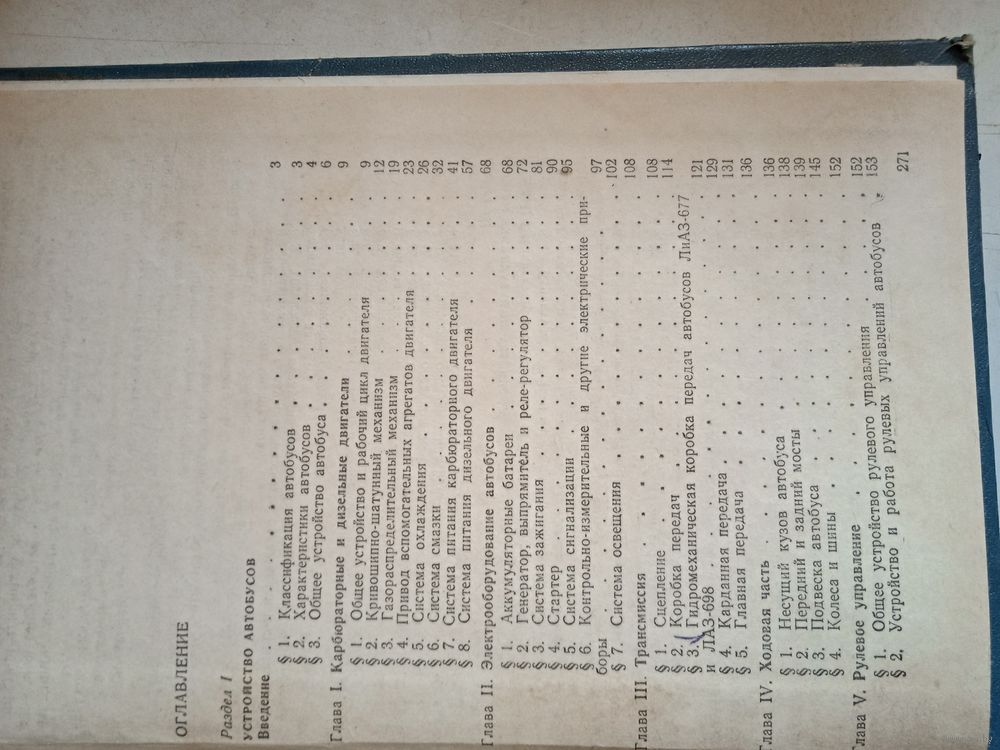 ОГЛАВЛЕНИЕ
Раздел I
УСТРОЙСТВО АВТОБУСОВ
Введение . . . . . . . . . . 3
§ 1. Классификация автобусов . . . . . . 3
§ 2. Характеристики автобусов . . . . . . 4
§ 3. Общее устройство автобуса . . . . . . 6
Глава I. Карбюраторные и дизельные двигатели . . . . 9
§ 1. Общее устройство и рабочий цикл двигателя . . . 9
§ 2. Кривошипно-шатунный механизм . . . . 12
§ 3. Газораспределительный механизм . . . . 19
§ 4. Привод вспомогательных агрегатов двигателя . . . 23
§ 5. Система охлаждения . . . . . . 26
§ 6. Система смазки . . . . . . 32
§ 7. Система питания карбюраторного двигателя . . . 41
§ 8. Система питания дизельного двигателя . . . 57
Глава II. Электрооборудование автобусов . . . . 68
§ 1. Аккумуляторные батареи . . . . . 68
§ 2. Генератор, выпрямитель и реле-регулятор . . . 72
§ 3. Система зажигания . . . . . . 81
§ 4. Стартер . . . . . . . 90
§ 5. Система сигнализации . . . . . . 95
§ 6. Контрольно-измерительные и другие электрические при-
боры . . . . . . . . . . 97
§ 7. Система освещения . . . . . . 102
Глава III. Трансмиссия . . . . . . . 108
§ 1. Сцепление . . . . . . . 108
§ 2. Коробка передач . . . . . . 114
§ 3. Гидромеханическая коробка передач автобусов ЛиАЗ-677
и ЛАЗ-698 . . . . . . . . 121
§ 4. Карданная передача . . . . . . 129
§ 5. Главная передача . . . . . . 131
136
Глава IV. Ходовая часть . . . . . . . 136
§ 1. Несущий кузов автобуса . . . . . 138
§ 2. Передний и задний мосты . . . . . 139
§ 3. Подвеска автобуса . . . . . . 145
§ 4. Колеса и шины . . . . . . 152
Глава V. Рулевое управление . . . . . . 152
§ 1. Общее устройство рулевого управления . . . 153
§ 2. Устройство и работа рулевых управлений автобусов
271